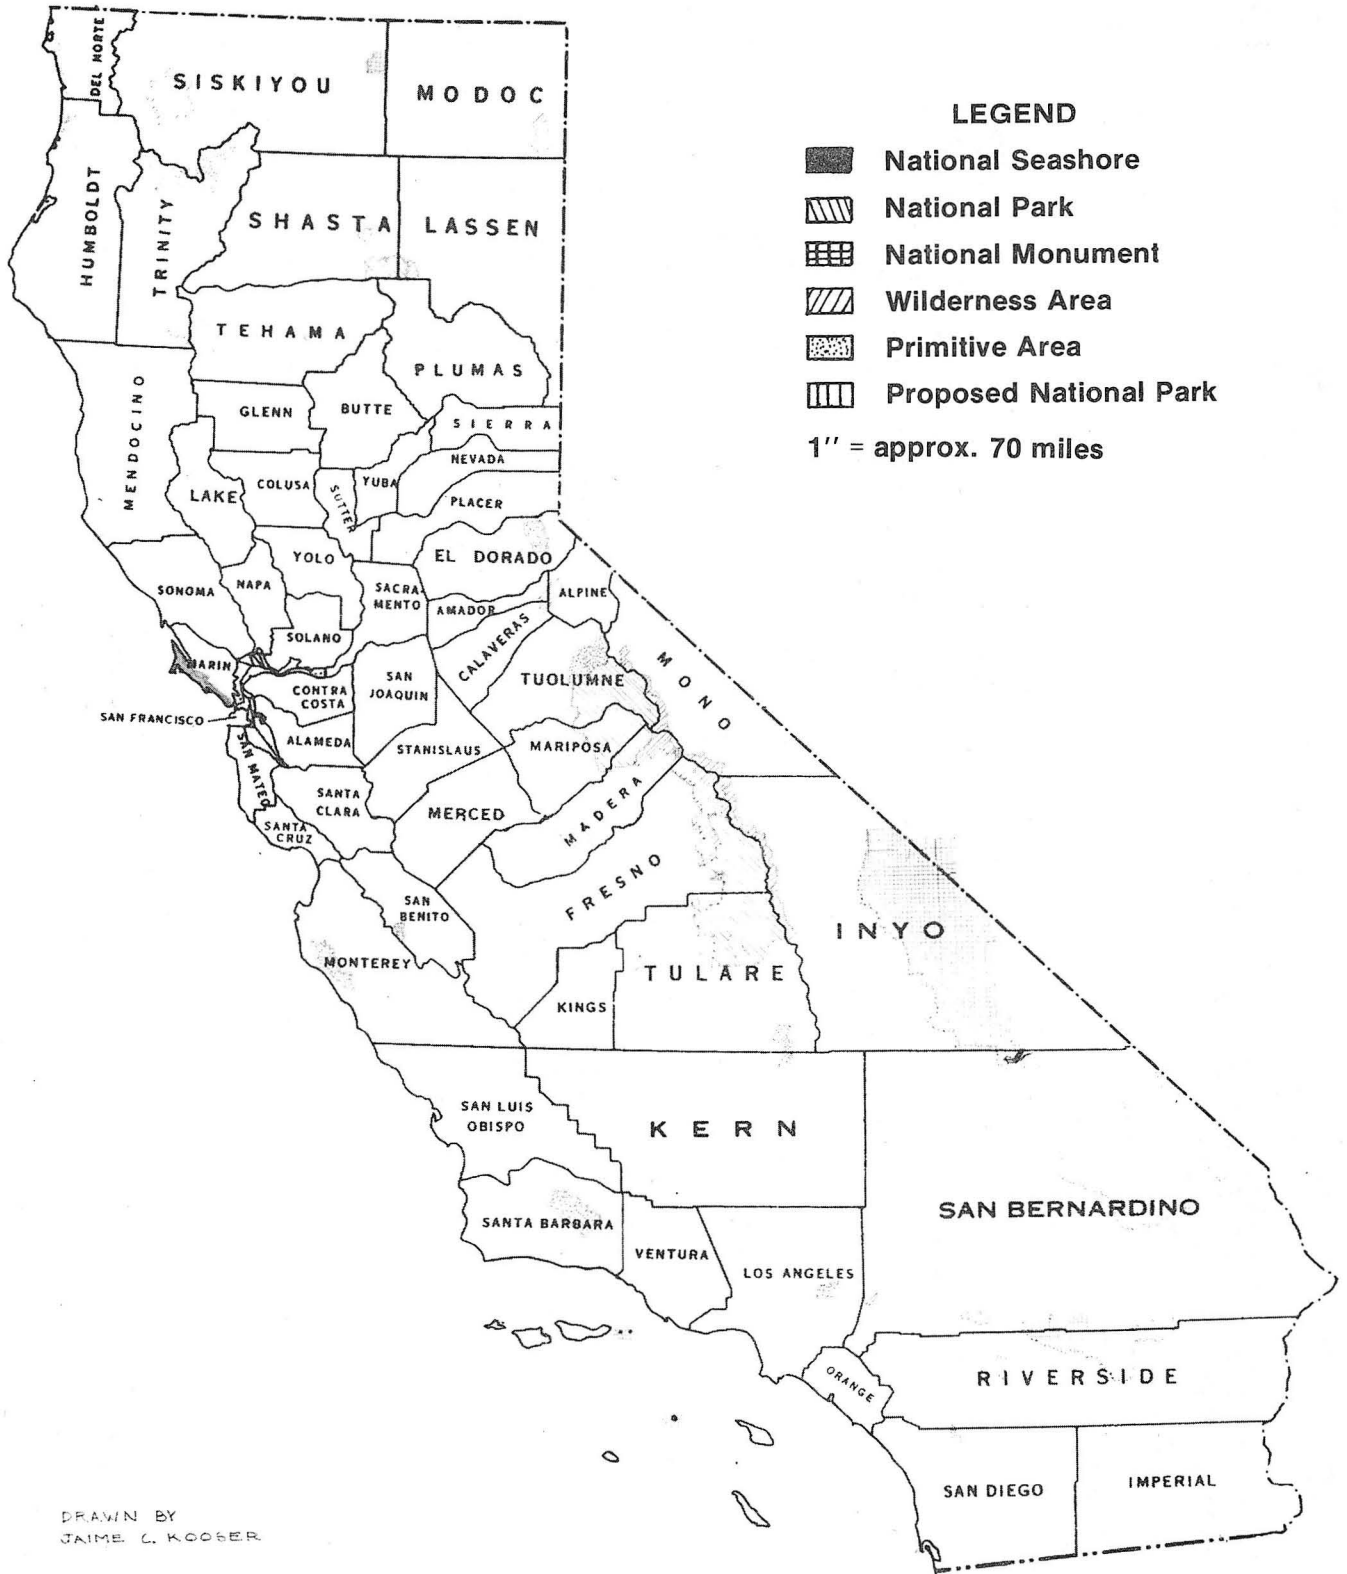 LEGEND
National Seashore
National Park
National Monument
Wilderness Area
Primitive Area
Proposed National Park
1″ = approx. 70 miles
DEL NORTE
SISKIYOU
MODOC
HUMBOLDT
TRINITY
SHASTA
LASSEN
TEHAMA
PLUMAS
MENDOCINO
GLENN
BUTTE
SIERRA
NEVADA
YUBA
COLUSA
SUTTER
LAKE
PLACER
YOLO
EL DORADO
SONOMA
NAPA
SACRA-
MENTO
AMADOR
ALPINE
SOLANO
CALAVERAS
MARIN
CONTRA
COSTA
SAN
JOAQUIN
TUOLUMNE
MONO
SAN FRANCISCO
ALAMEDA
STANISLAUS
MARIPOSA
SAN MATEO
SANTA
CLARA
MERCED
MADERA
SANTA
CRUZ
FRESNO
SAN
BENITO
INYO
MONTEREY
TULARE
KINGS
SAN LUIS
OBISPO
KERN
SAN BERNARDINO
SANTA BARBARA
VENTURA
LOS ANGELES
ORANGE
RIVERSIDE
SAN DIEGO
IMPERIAL
DRAWN BY
JAIME C. KOOSER